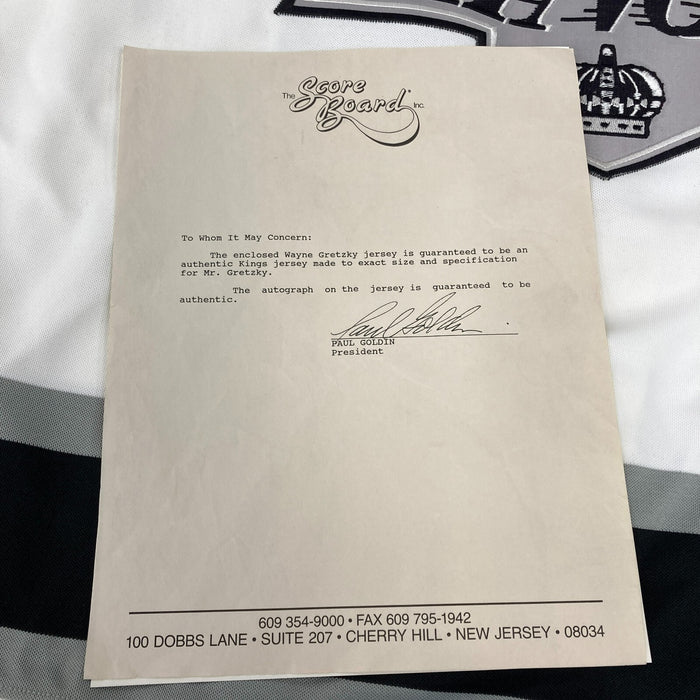 The Score
Board Inc.
To Whom It May Concern:
The enclosed Wayne Gretzky jersey is guaranteed to be an
authentic Kings jersey made to exact size and specification
for Mr. Gretzky.
The autograph on the jersey is guaranteed to be
authentic.
Paul Goldin
PAUL GOLDIN
President
609 354-9000 • FAX 609 795-1942
100 DOBBS LANE • SUITE 207 • CHERRY HILL • NEW JERSEY • 08034